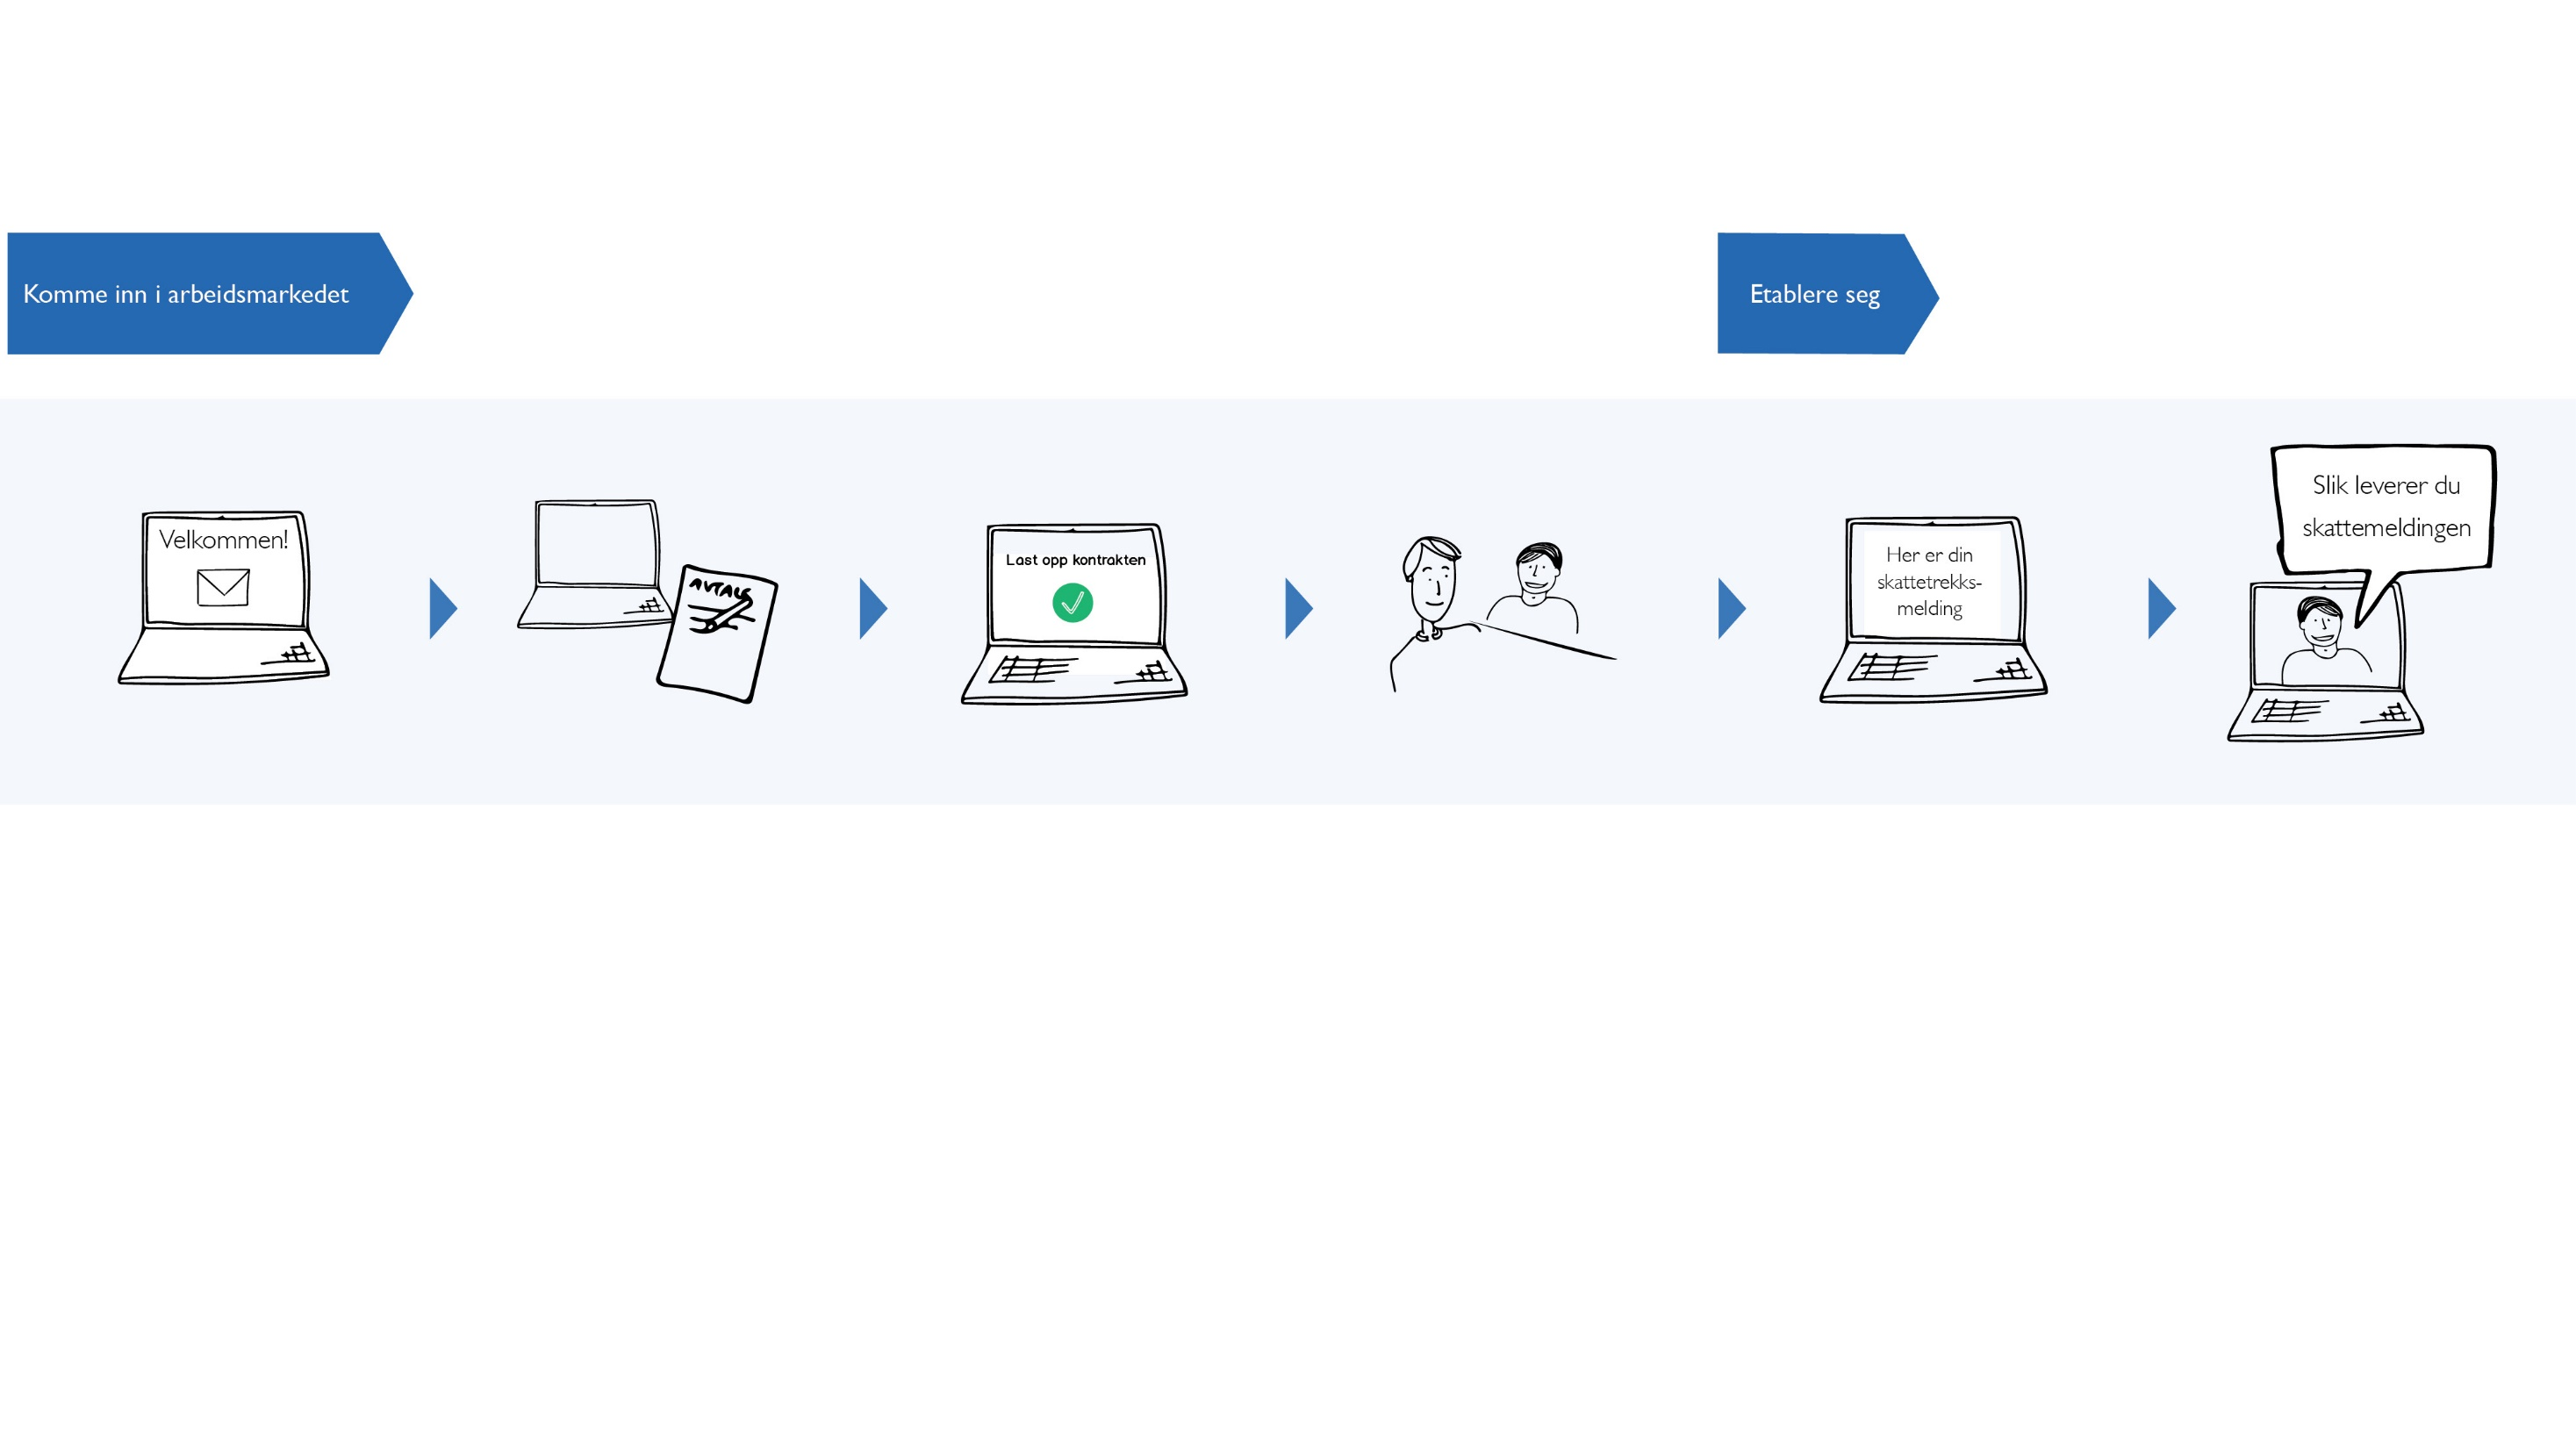 Komme inn i arbeidsmarkedet
Etablere seg
Velkommen!
AVTALE
Last opp kontrakten
Her er din
skattetrekks-
melding
Slik leverer du
skattemeldingen